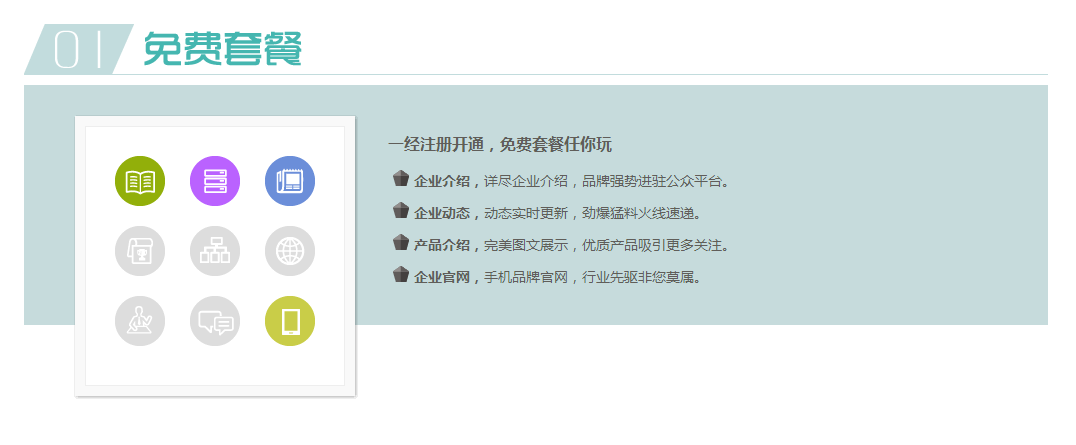 01 免费套餐
一经注册开通，免费套餐任你玩
企业介绍，详尽企业介绍，品牌强势进驻公众平台。
企业动态，动态实时更新，劲爆猛料火线速递。
产品介绍，完美图文展示，优质产品吸引更多关注。
企业官网，手机品牌官网，行业先驱非您莫属。